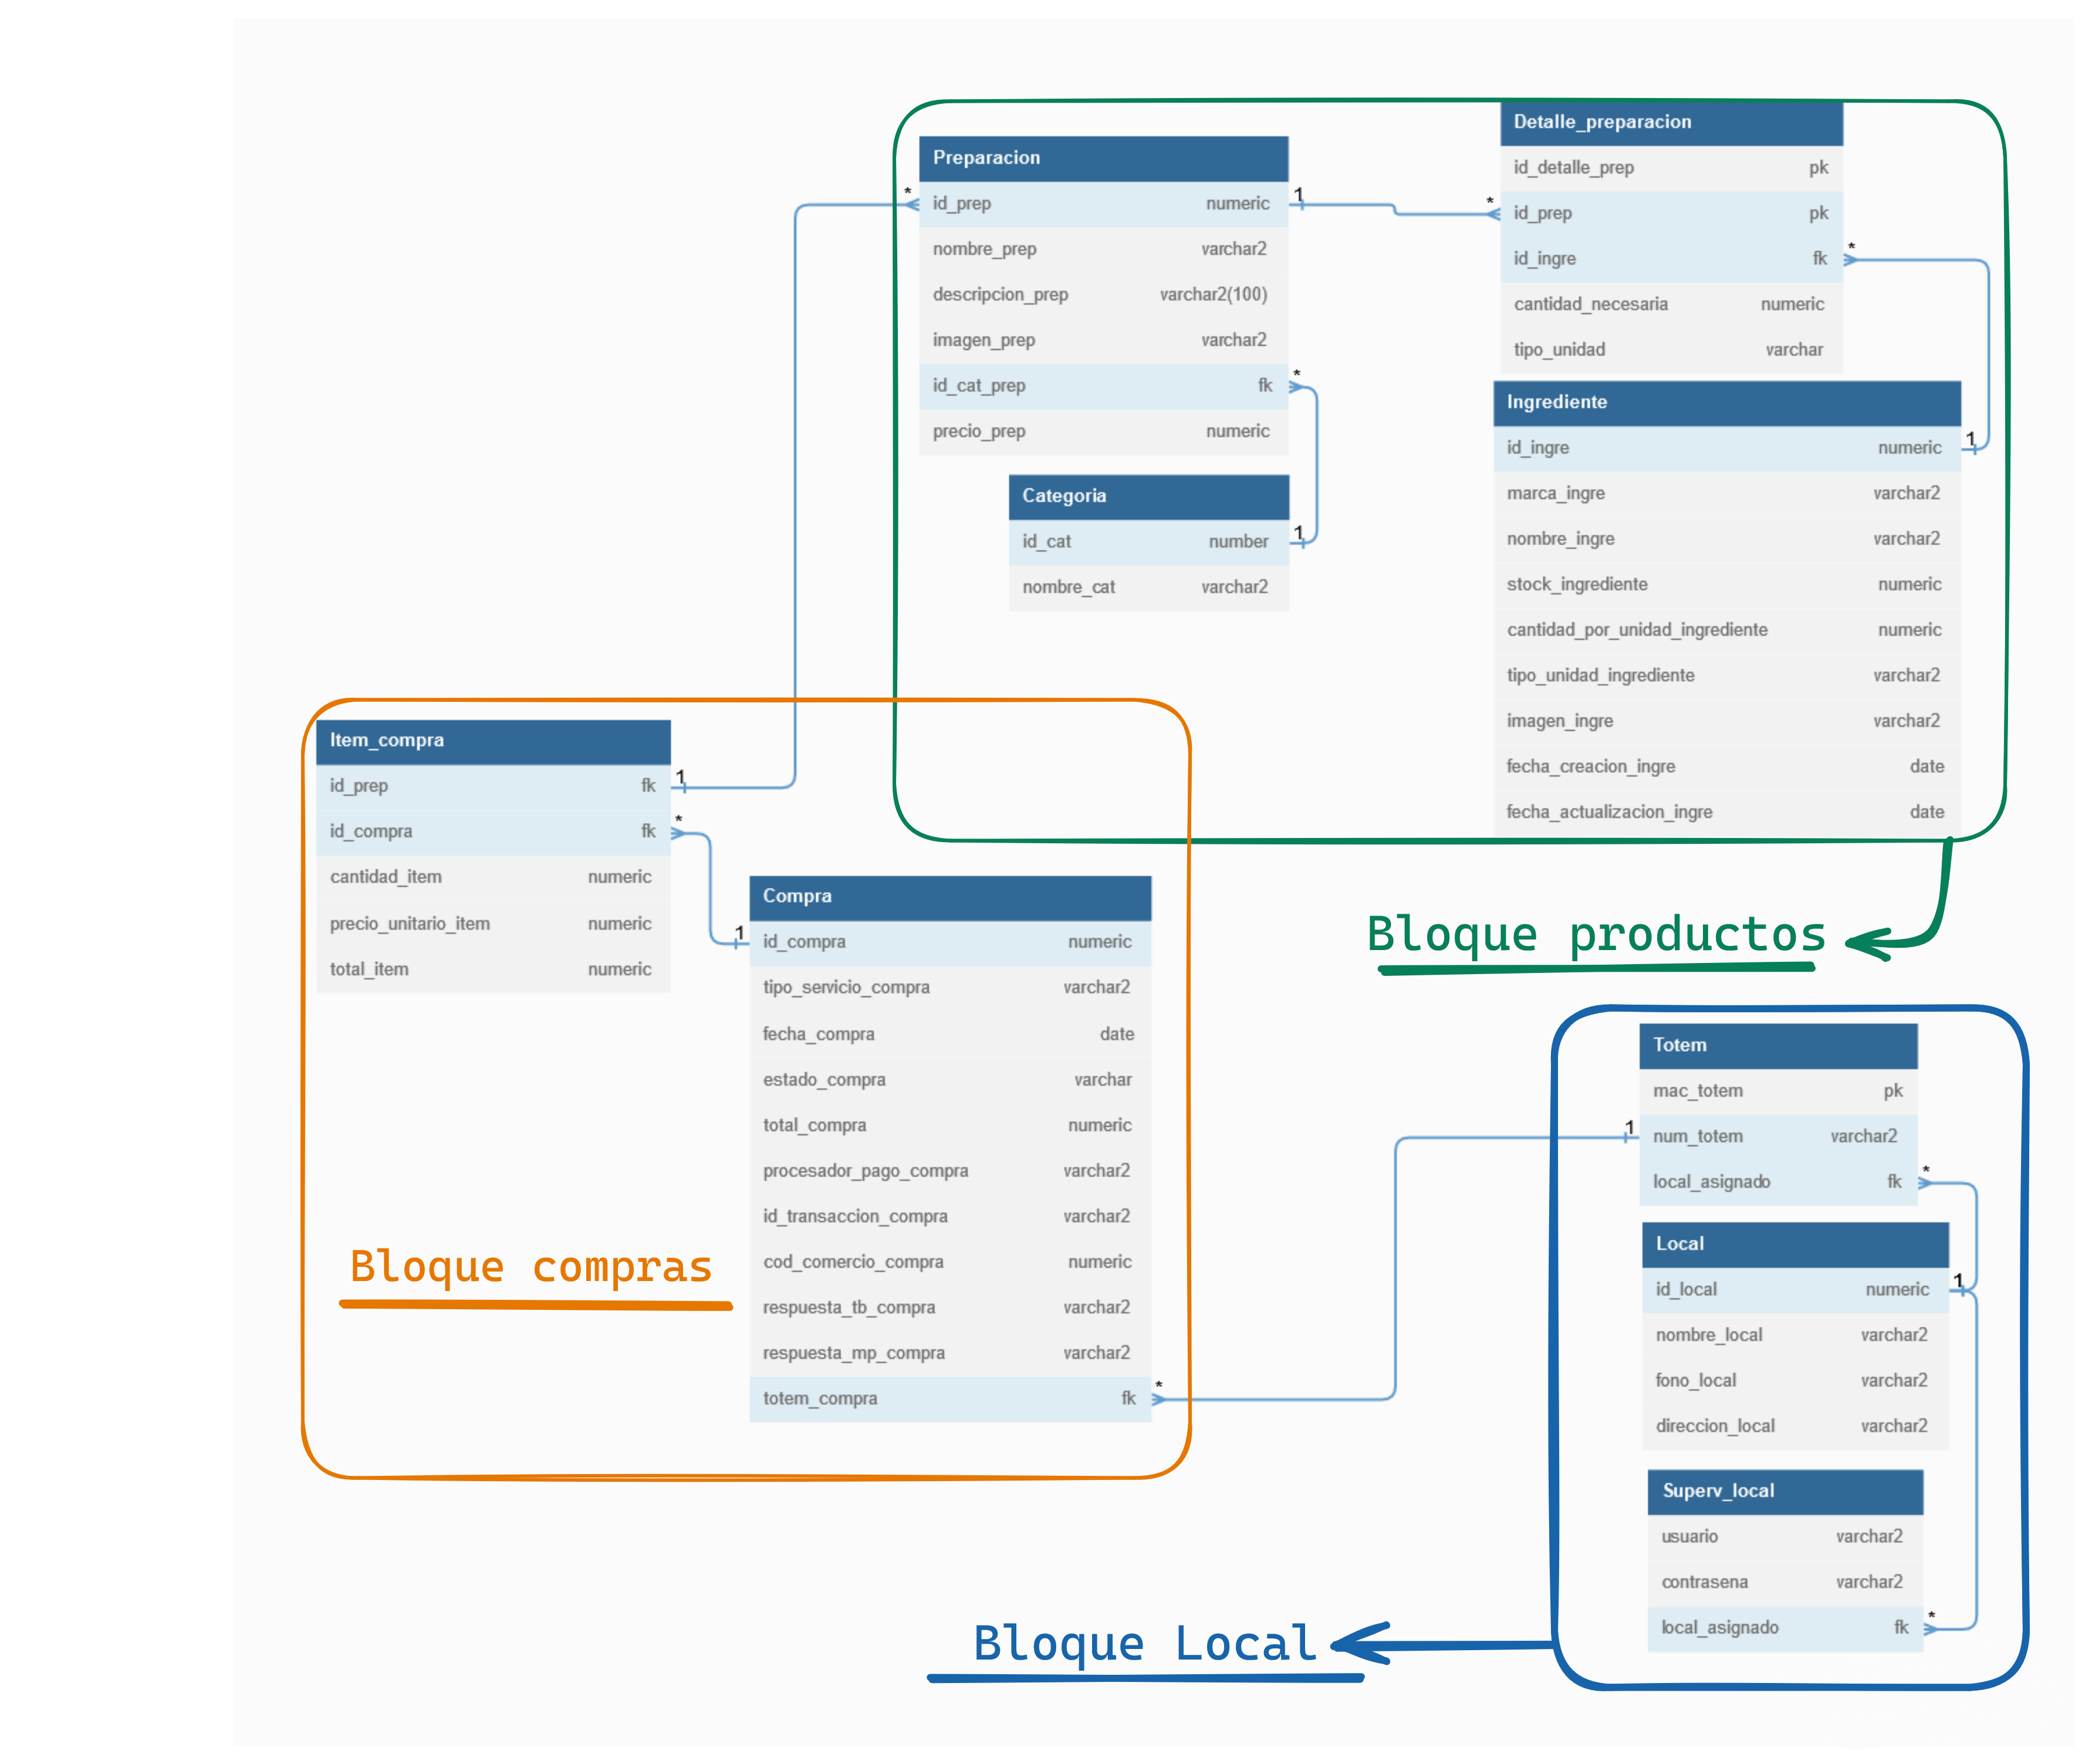 Preparacion
* id_prep numeric 1
nombre_prep varchar2
descripcion_prep varchar2(100)
imagen_prep varchar2
id_cat_prep fk *
precio_prep numeric
Categoria
id_cat number 1
nombre_cat varchar2
Detalle_preparacion
id_detalle_prep pk
* id_prep pk
id_ingre fk *
cantidad_necesaria numeric
tipo_unidad varchar
Ingrediente
id_ingre numeric 1
marca_ingre varchar2
nombre_ingre varchar2
stock_ingrediente numeric
cantidad_por_unidad_ingrediente numeric
tipo_unidad_ingrediente varchar2
imagen_ingre varchar2
fecha_creacion_ingre date
fecha_actualizacion_ingre date
Bloque productos
Item_compra
id_prep fk 1
id_compra fk *
cantidad_item numeric
precio_unitario_item numeric
total_item numeric
Compra
1 id_compra numeric
tipo_servicio_compra varchar2
fecha_compra date
estado_compra varchar
total_compra numeric
procesador_pago_compra varchar2
id_transaccion_compra varchar2
cod_comercio_compra numeric
respuesta_tb_compra varchar2
respuesta_mp_compra varchar2
totem_compra fk *
Bloque compras
Totem
mac_totem pk
1 num_totem varchar2
local_asignado fk *
Local
id_local numeric 1
nombre_local varchar2
fono_local varchar2
direccion_local varchar2
Superv_local
usuario varchar2
contrasena varchar2
local_asignado fk *
Bloque Local